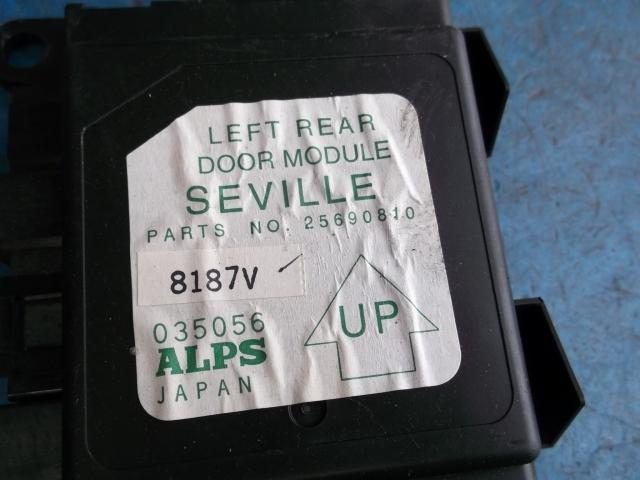 LEFT REAR
DOOR MODULE
SEVILLE
PARTS NO. 25690810
8187V
035056
ALPS
JAPAN
UP